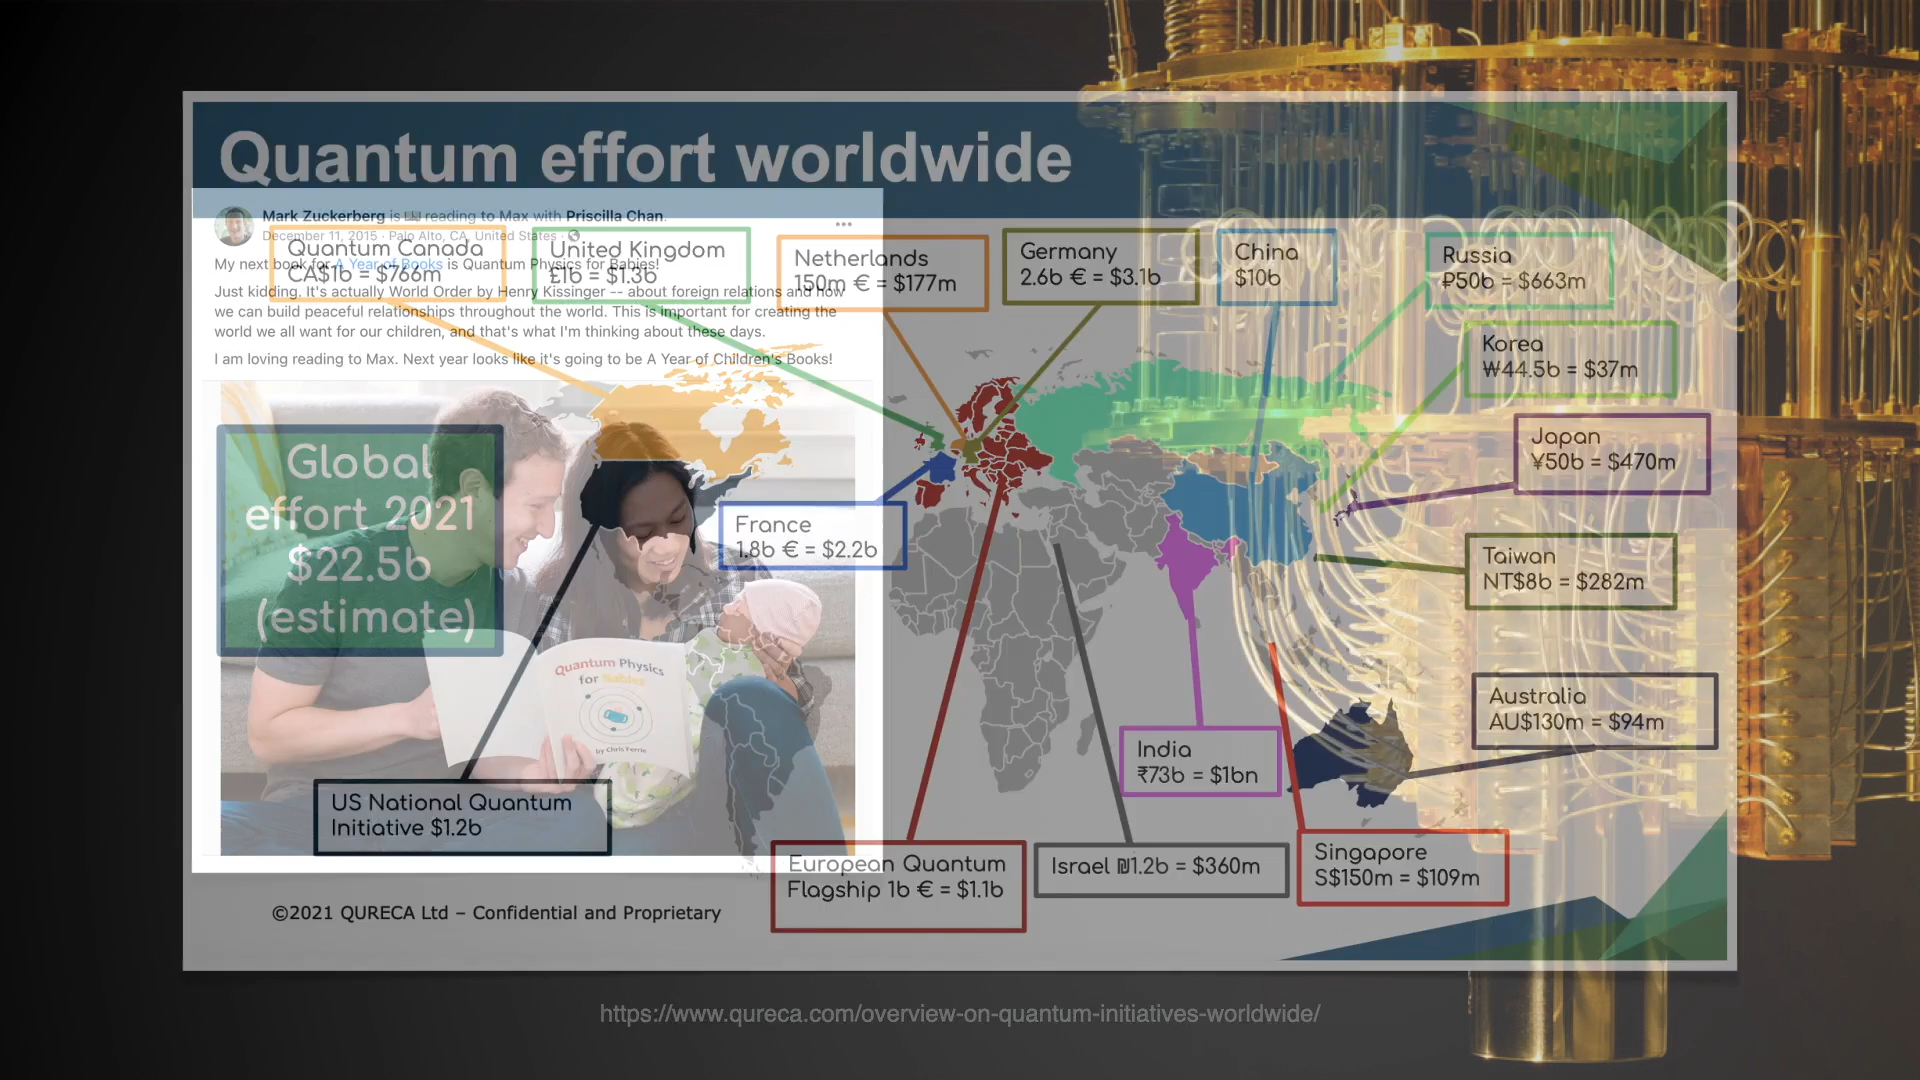 Quantum effort worldwide
Mark Zuckerberg is reading to Max with Priscilla Chan.
December 11, 2015 · Palo Alto, CA, United States ·
My next book for A Year of Books is Quantum Physics for Babies!
Just kidding. It's actually World Order by Henry Kissinger -- about foreign relations and how
we can build peaceful relationships throughout the world. This is important for creating the
world we all want for our children, and that's what I'm thinking about these days.
I am loving reading to Max. Next year looks like it's going to be A Year of Children's Books!
Quantum Canada
CA$1b = $766m
United Kingdom
£1b = $1.3b
Netherlands
150m € = $177m
Germany
2.6b € = $3.1b
China
$10b
Russia
₽50b = $663m
Korea
₩44.5b = $37m
Japan
¥50b = $470m
Global
effort 2021
$22.5b
(estimate)
France
1.8b € = $2.2b
Taiwan
NT$8b = $282m
Quantum Physics
for Babies
by Chris Ferrie
Australia
AU$130m = $94m
India
₹73b = $1bn
US National Quantum
Initiative $1.2b
European Quantum
Flagship 1b € = $1.1b
Israel ₪1.2b = $360m
Singapore
S$150m = $109m
©2021 QURECA Ltd – Confidential and Proprietary
https://www.qureca.com/overview-on-quantum-initiatives-worldwide/